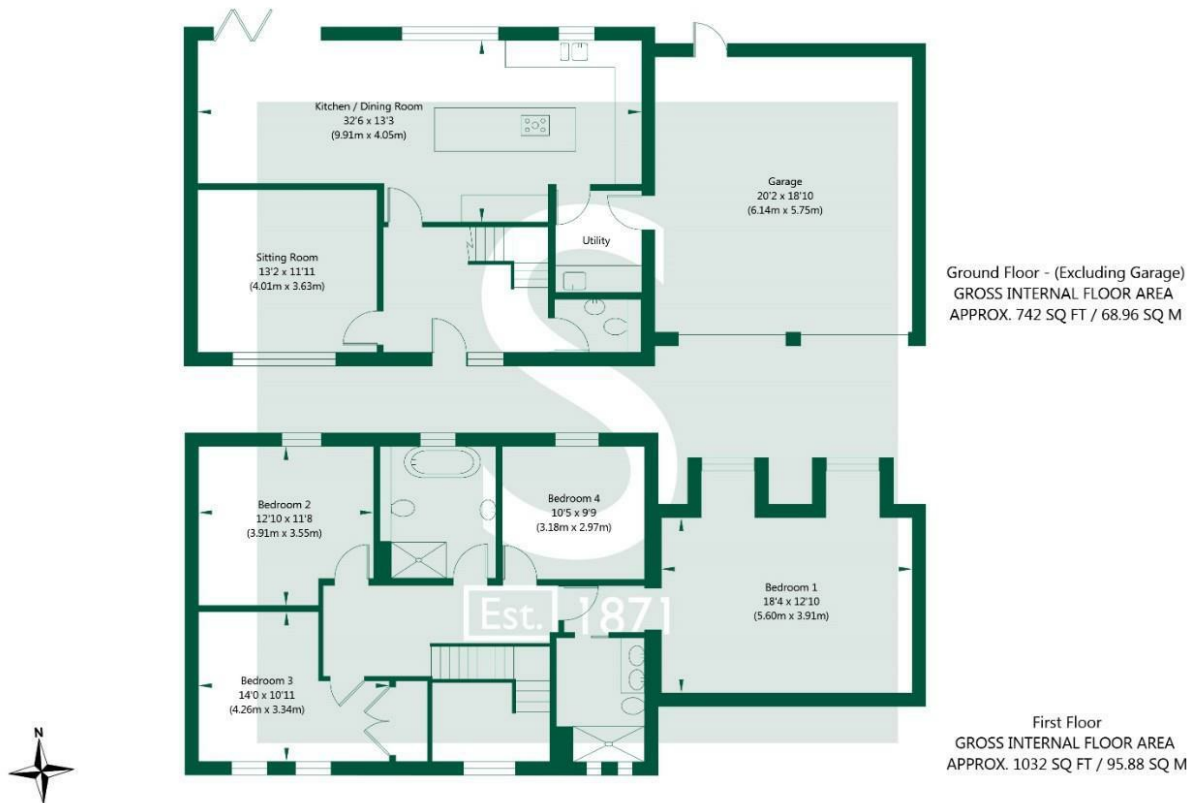 Kitchen / Dining Room
32'6 x 13'3
(9.91m x 4.05m)
Garage
20'2 x 18'10
(6.14m x 5.75m)
Utility
Sitting Room
13'2 x 11'11
(4.01m x 3.63m)
Ground Floor - (Excluding Garage)
GROSS INTERNAL FLOOR AREA
APPROX. 742 SQ FT / 68.96 SQ M
S
Bedroom 2
12'10 x 11'8
(3.91m x 3.55m)
Bedroom 4
10'5 x 9'9
(3.18m x 2.97m)
Bedroom 1
18'4 x 12'10
(5.60m x 3.91m)
Est. 1871
Bedroom 3
14'0 x 10'11
(4.26m x 3.34m)
First Floor
GROSS INTERNAL FLOOR AREA
APPROX. 1032 SQ FT / 95.88 SQ M
N